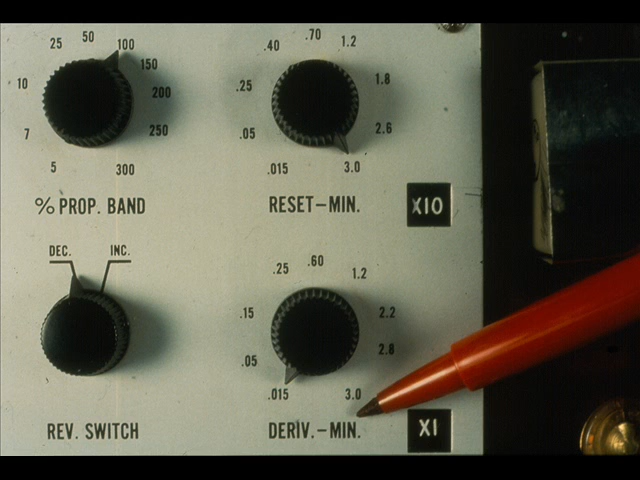 25 50 100 150 200 250 300 5 7 10
% PROP. BAND
.015 .05 .25 .40 .70 1.2 1.8 2.6 3.0
RESET-MIN.
X10
DEC. INC.
REV. SWITCH
.015 .05 .15 .25 .60 1.2 2.2 2.8 3.0
DERIV.-MIN.
X1